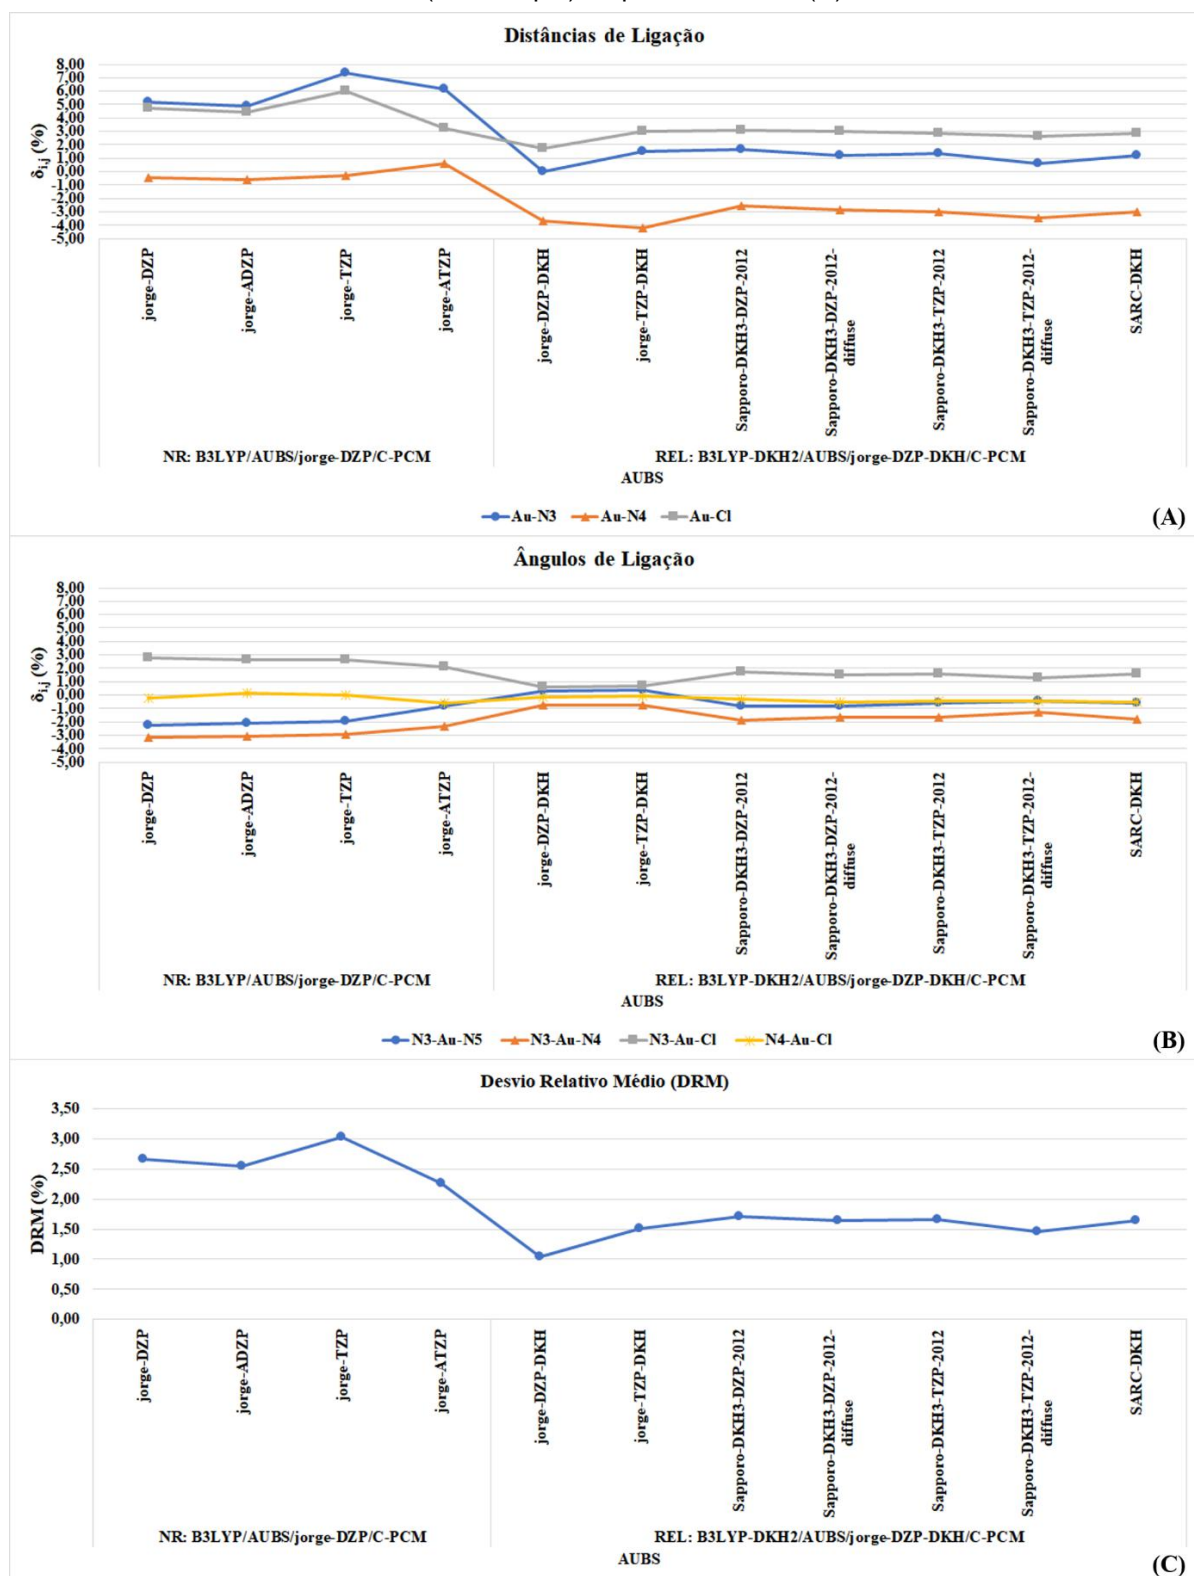 Distâncias de Ligação
δi,j (%)
8,00
7,00
6,00
5,00
4,00
3,00
2,00
1,00
0,00
-1,00
-2,00
-3,00
-4,00
-5,00
jorge-DZP
jorge-ADZP
jorge-TZP
jorge-ATZP
jorge-DZP-DKH
jorge-TZP-DKH
Sapporo-DKH3-DZP-2012
Sapporo-DKH3-DZP-2012-
diffuse
Sapporo-DKH3-TZP-2012
Sapporo-DKH3-TZP-2012-
diffuse
SARC-DKH
NR: B3LYP/AUBS/jorge-DZP/C-PCM
REL: B3LYP-DKH2/AUBS/jorge-DZP-DKH/C-PCM
AUBS
Au-N3 Au-N4 Au-Cl
(A)
Ângulos de Ligação
δi,j (%)
8,00
7,00
6,00
5,00
4,00
3,00
2,00
1,00
0,00
-1,00
-2,00
-3,00
-4,00
-5,00
jorge-DZP
jorge-ADZP
jorge-TZP
jorge-ATZP
jorge-DZP-DKH
jorge-TZP-DKH
Sapporo-DKH3-DZP-2012
Sapporo-DKH3-DZP-2012-
diffuse
Sapporo-DKH3-TZP-2012
Sapporo-DKH3-TZP-2012-
diffuse
SARC-DKH
NR: B3LYP/AUBS/jorge-DZP/C-PCM
REL: B3LYP-DKH2/AUBS/jorge-DZP-DKH/C-PCM
AUBS
N3-Au-N5 N3-Au-N4 N3-Au-Cl N4-Au-Cl
(B)
Desvio Relativo Médio (DRM)
DRM (%)
3,50
3,00
2,50
2,00
1,50
1,00
0,50
0,00
jorge-DZP
jorge-ADZP
jorge-TZP
jorge-ATZP
jorge-DZP-DKH
jorge-TZP-DKH
Sapporo-DKH3-DZP-2012
Sapporo-DKH3-DZP-2012-
diffuse
Sapporo-DKH3-TZP-2012
Sapporo-DKH3-TZP-2012-
diffuse
SARC-DKH
NR: B3LYP/AUBS/jorge-DZP/C-PCM
REL: B3LYP-DKH2/AUBS/jorge-DZP-DKH/C-PCM
AUBS
(C)